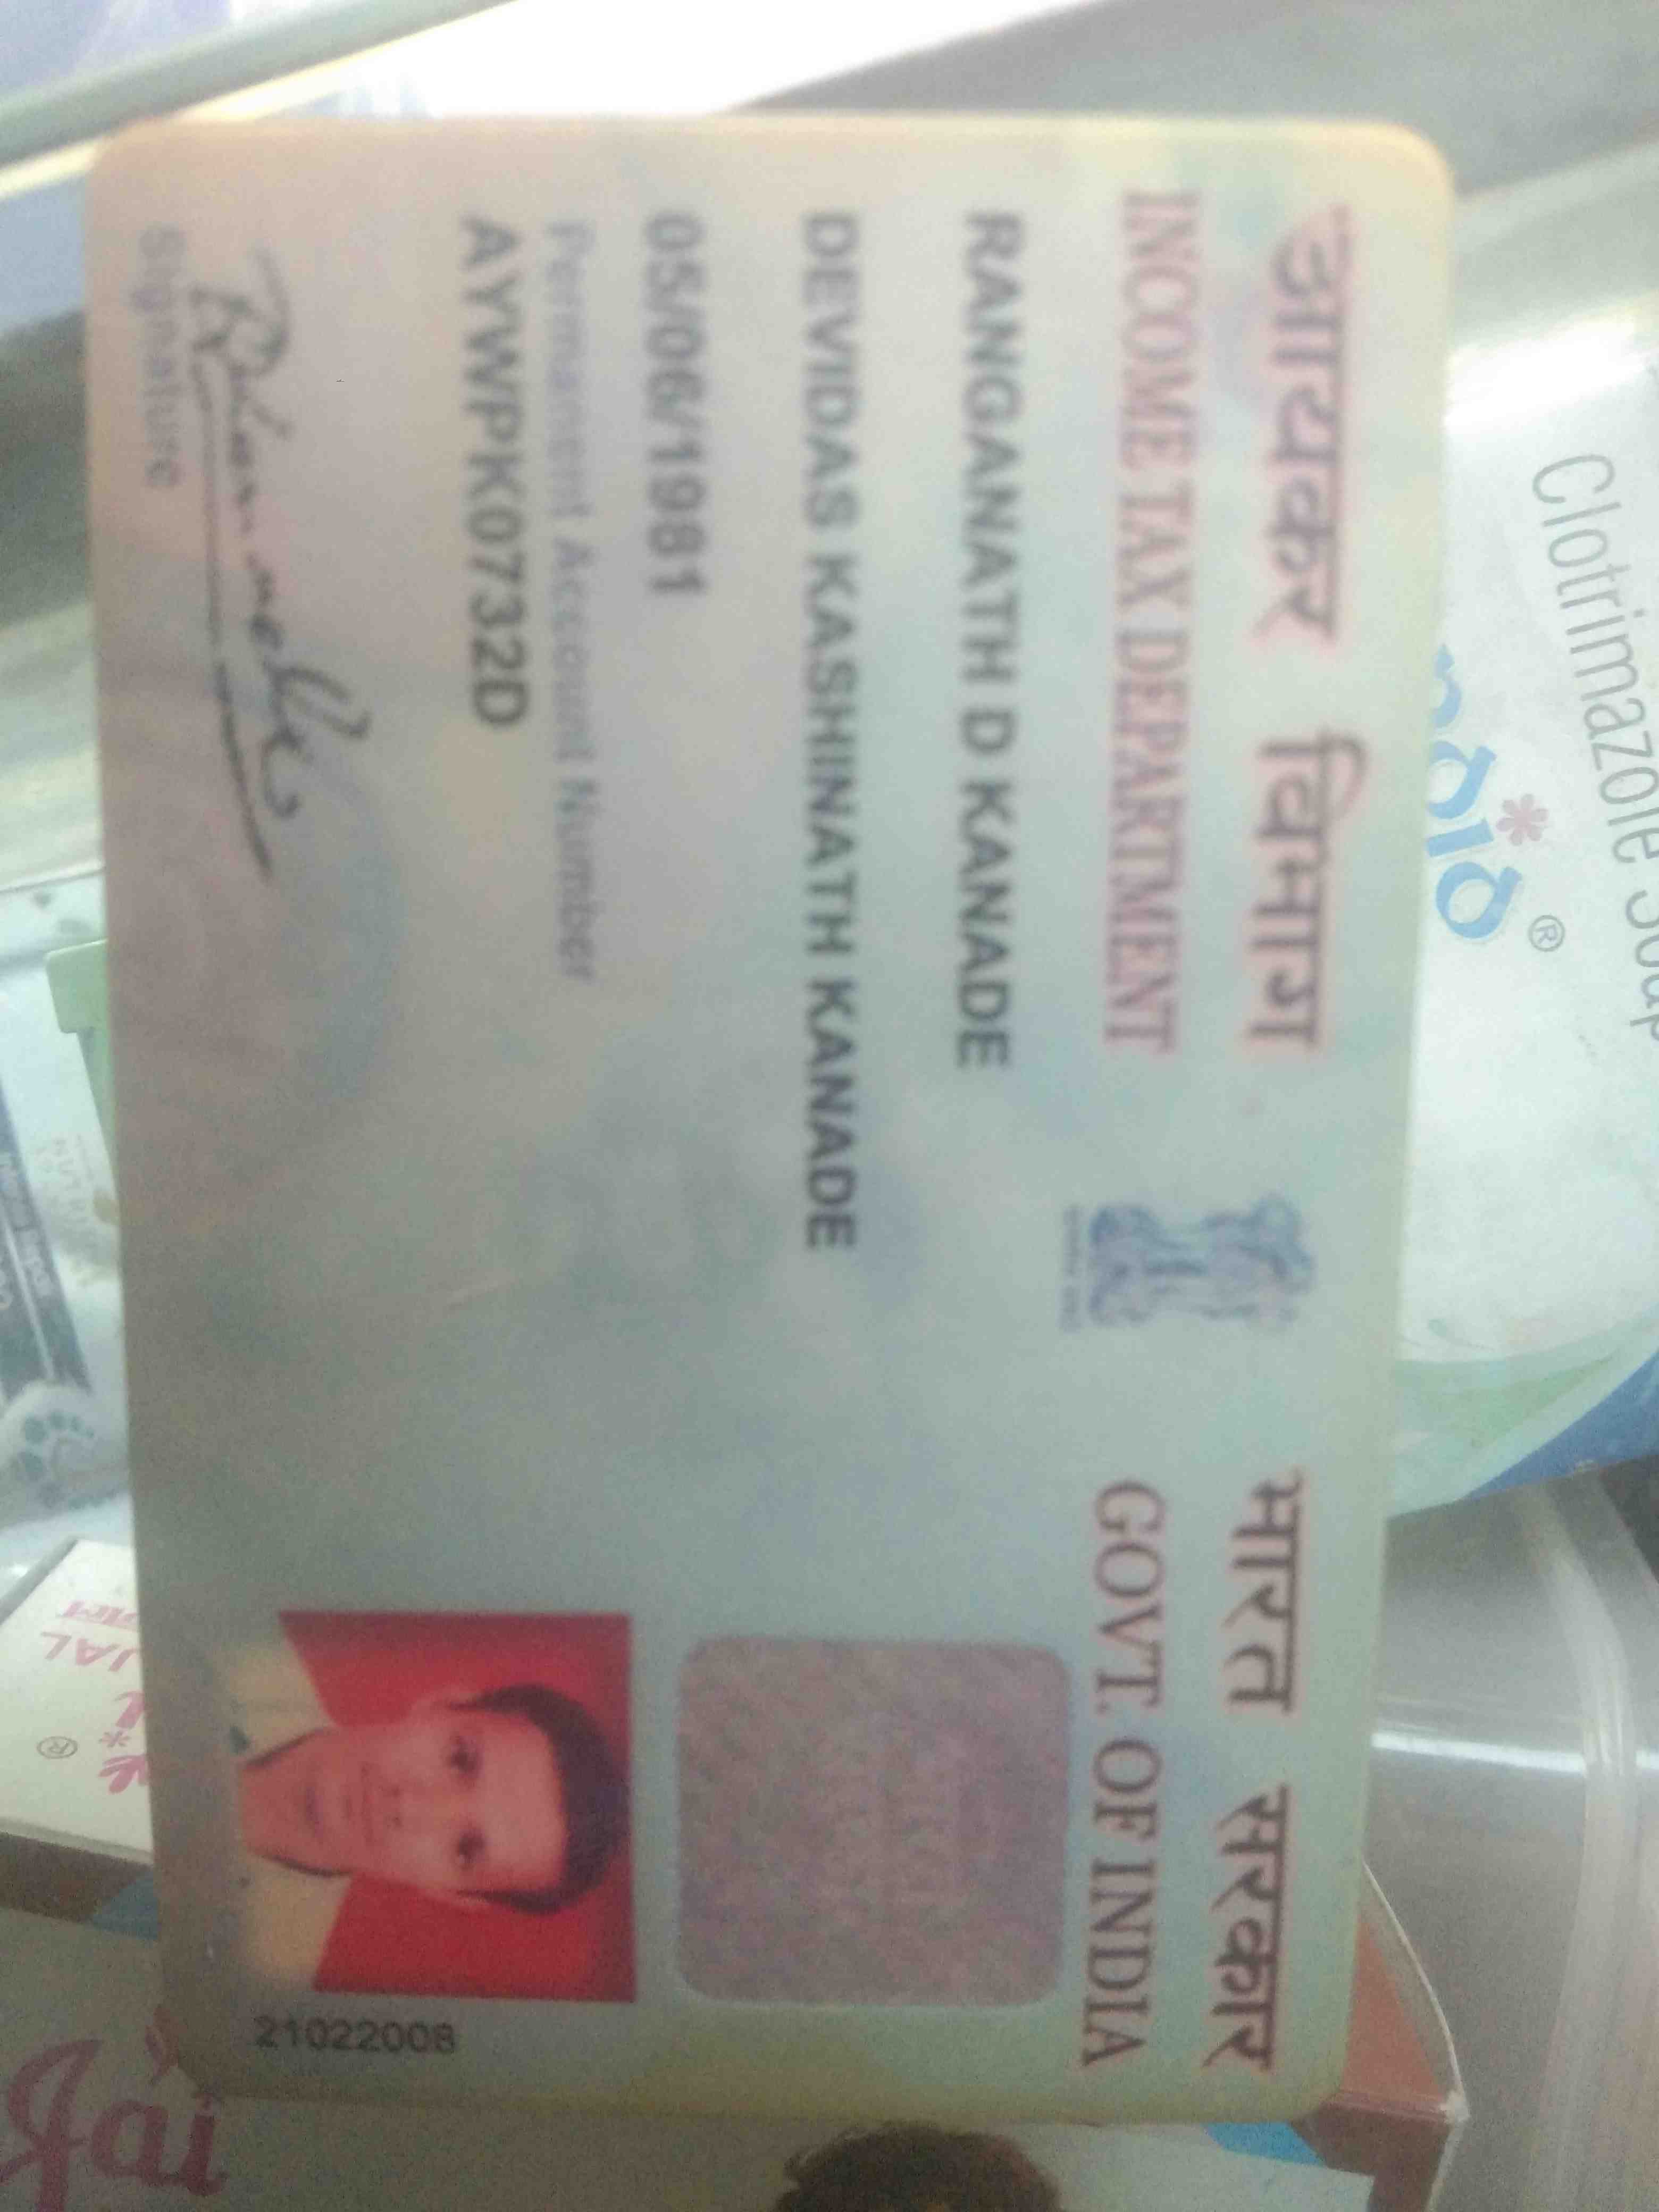 आयकर विभाग
INCOME TAX DEPARTMENT
भारत सरकार
GOVT. OF INDIA
RANGANATH D KANADE
DEVIDAS KASHINATH KANADE
05/06/1981
Permanent Account Number
AYWPK0732D
Signature
21022008
Clotrimazole Soap
®
®
Jai